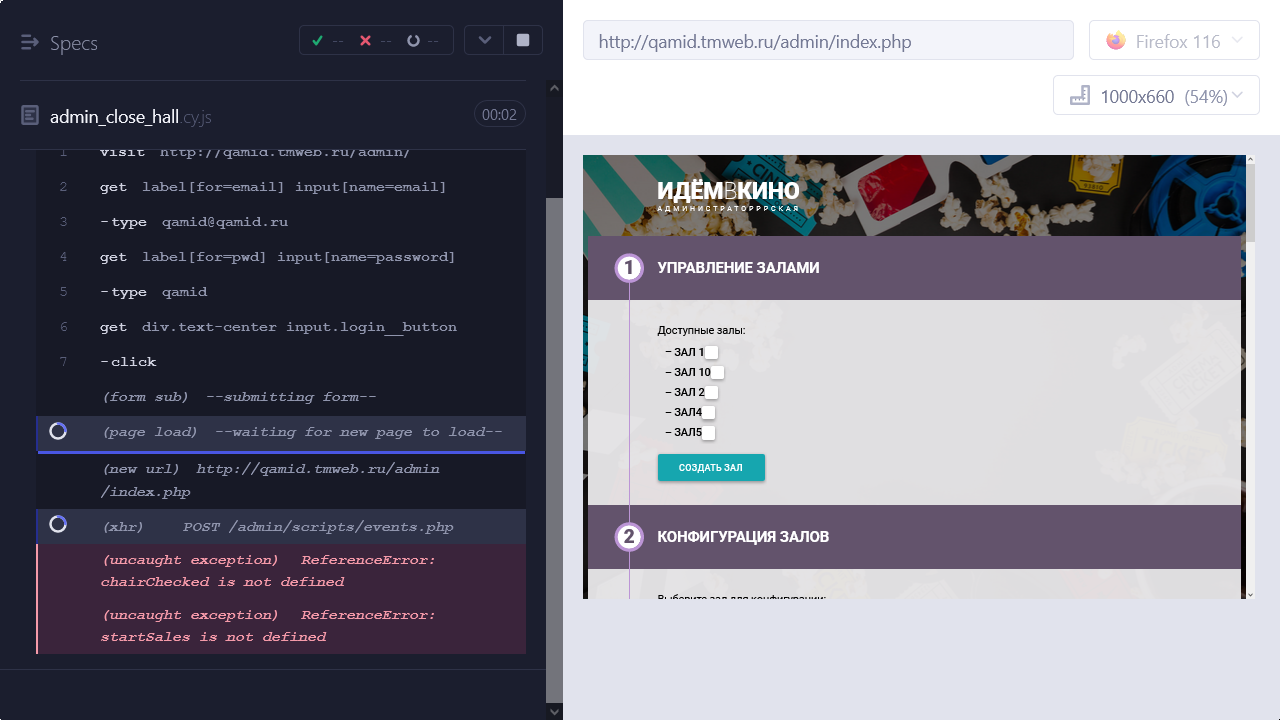 Specs
--
--
--
http://qamid.tmweb.ru/admin/index.php
Firefox 116
1000x660 (54%)
admin_close_hall.cy.js
00:02
1 visit http://qamid.tmweb.ru/admin/
2 get label[for=email] input[name=email]
3 -type qamid@qamid.ru
4 get label[for=pwd] input[name=password]
5 -type qamid
6 get div.text-center input.login__button
7 -click
(form sub) --submitting form--
(page load) --waiting for new page to load--
(new url) http://qamid.tmweb.ru/admin
/index.php
(xhr) POST /admin/scripts/events.php
(uncaught exception) ReferenceError:
chairChecked is not defined
(uncaught exception) ReferenceError:
startSales is not defined
ИДЁМВКИНО
АДМИНИСТРАТОРРРСКАЯ
1 УПРАВЛЕНИЕ ЗАЛАМИ
Доступные залы:
– ЗАЛ 1
– ЗАЛ 10
– ЗАЛ 2
– ЗАЛ4
– ЗАЛ5
СОЗДАТЬ ЗАЛ
2 КОНФИГУРАЦИЯ ЗАЛОВ
Выберите зал для конфигурации: